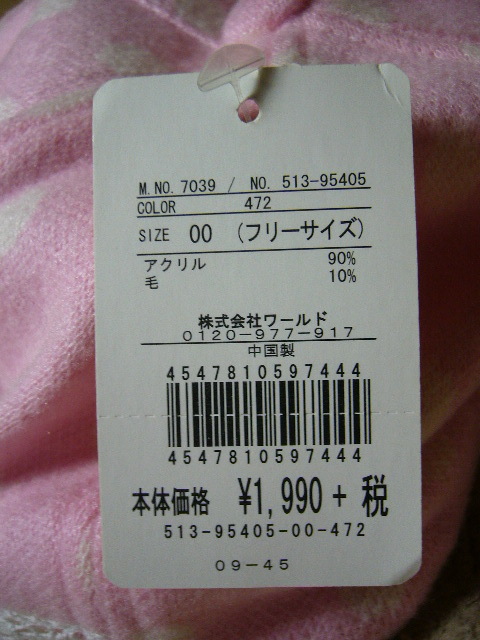 M.NO.7039 / NO. 513-95405
COLOR 472
SIZE 00 (フリーサイズ)
アクリル 90%
毛 10%
株式会社ワールド
0120-977-917
中国製
4547810597444
4547810597444
本体価格 ¥1,990+税
513-95405-00-472
09-45